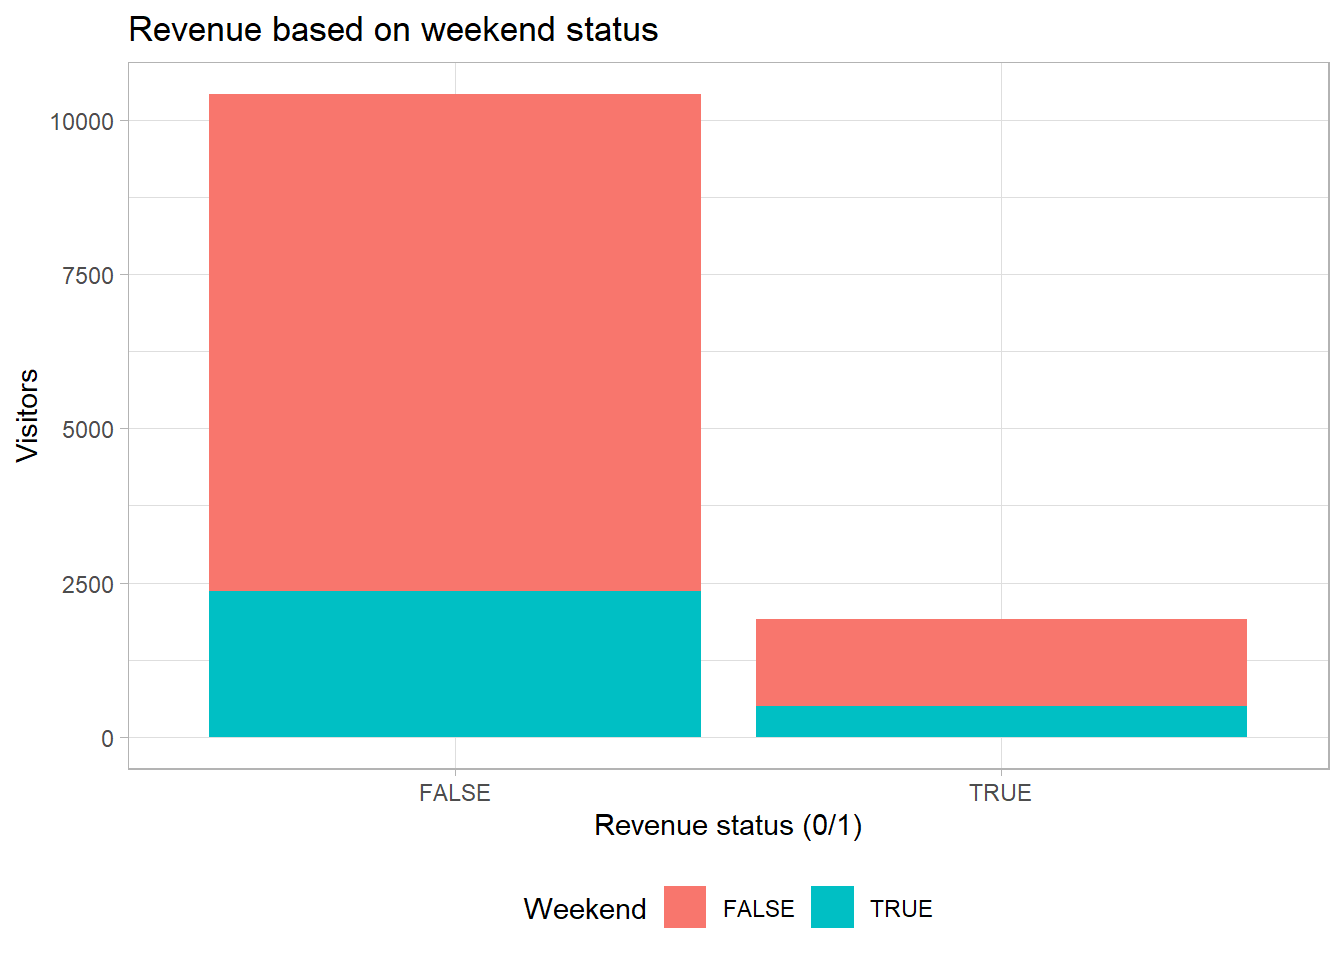 Revenue based on weekend status
Visitors
10000
7500
5000
2500
0
FALSE TRUE
Revenue status (0/1)
Weekend FALSE TRUE